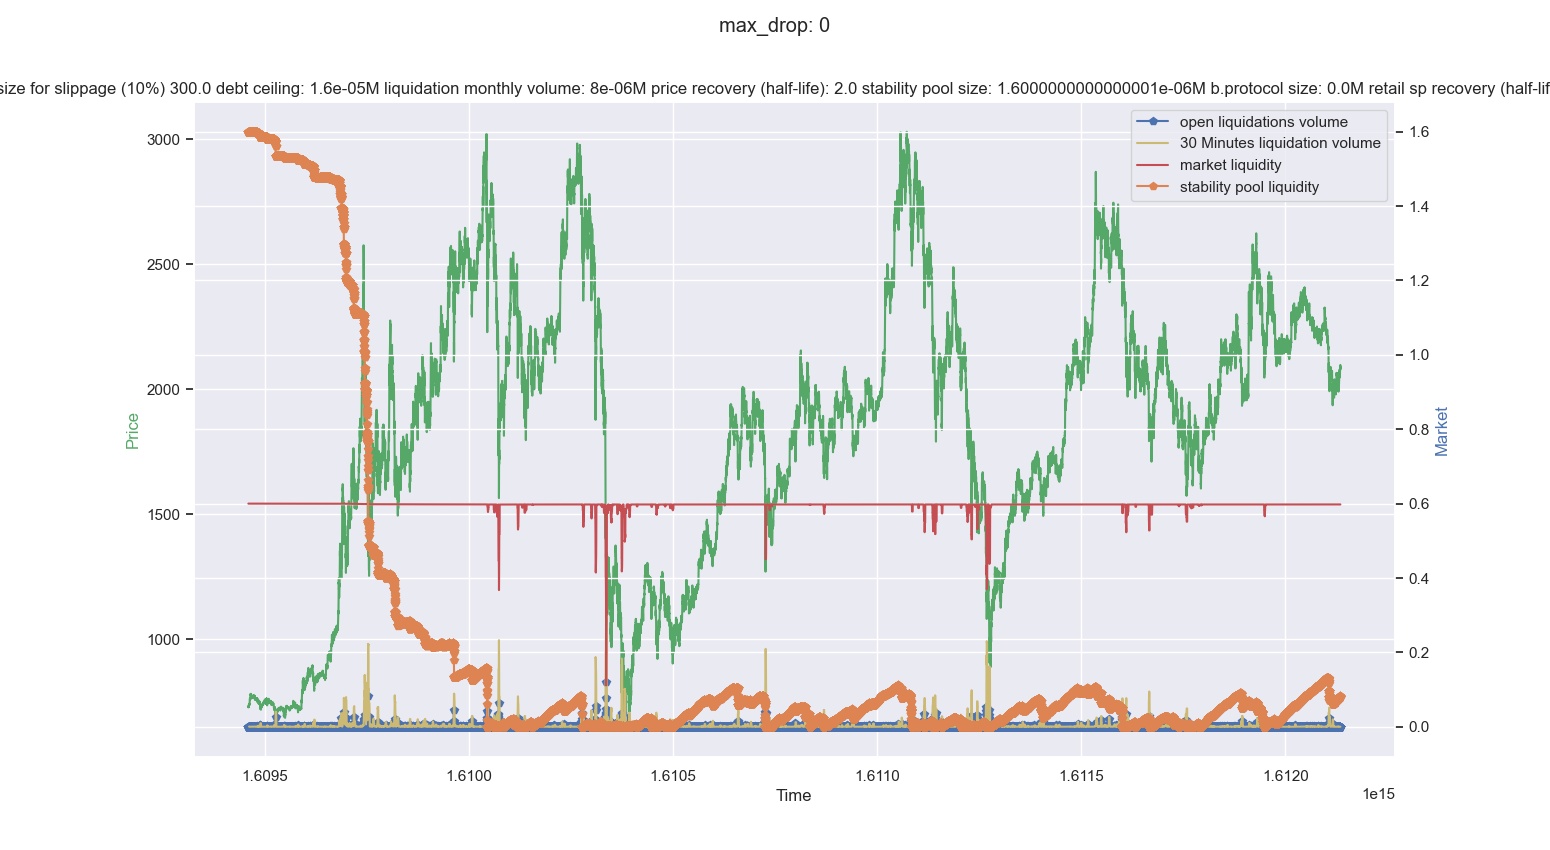 max_drop: 0
size for slippage (10%) 300.0 debt ceiling: 1.6e-05M liquidation monthly volume: 8e-06M price recovery (half-life): 2.0 stability pool size: 1.6000000000000001e-06M b.protocol size: 0.0M retail sp recovery (half-lif
open liquidations volume
30 Minutes liquidation volume
market liquidity
stability pool liquidity
3000
2500
2000
1500
1000
Price
1.6
1.4
1.2
1.0
0.8
0.6
0.4
0.2
0.0
Market
1.6095 1.6100 1.6105 1.6110 1.6115 1.6120
Time
1e15